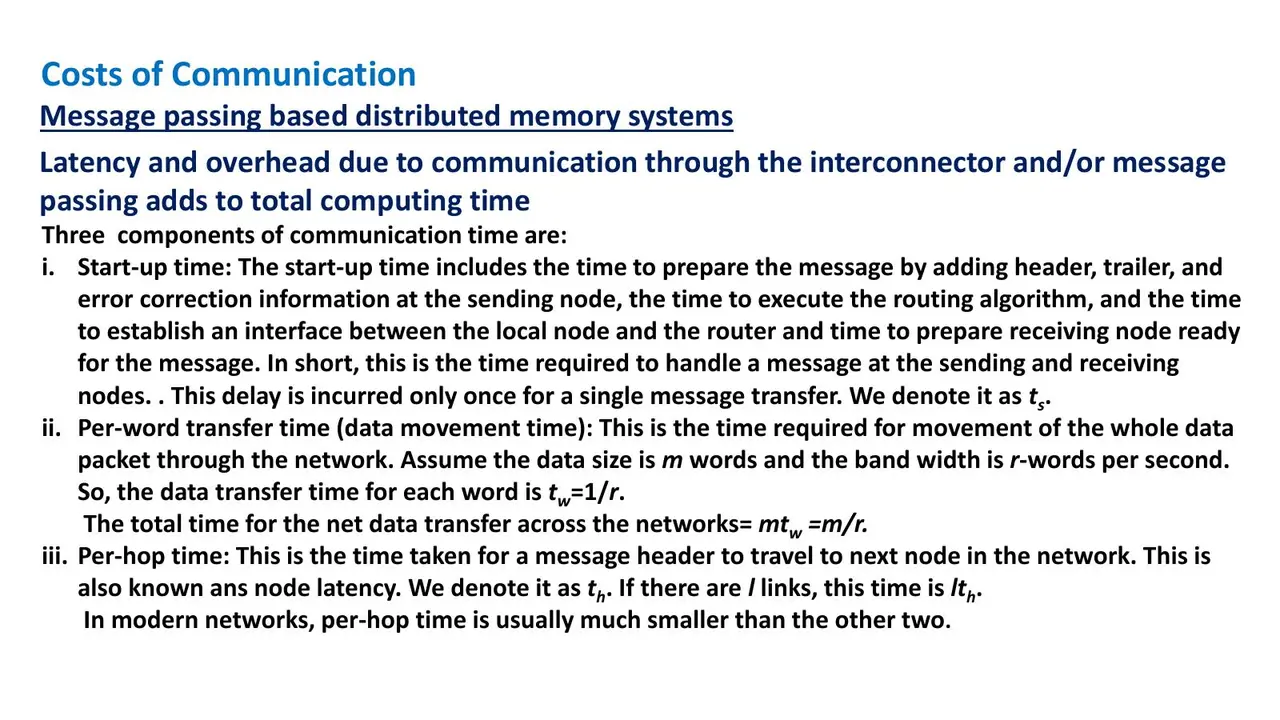 Costs of Communication
Message passing based distributed memory systems
Latency and overhead due to communication through the interconnector and/or message
passing adds to total computing time
Three  components of communication time are:
i. Start-up time: The start-up time includes the time to prepare the message by adding header, trailer, and
error correction information at the sending node, the time to execute the routing algorithm, and the time
to establish an interface between the local node and the router and time to prepare receiving node ready
for the message. In short, this is the time required to handle a message at the sending and receiving
nodes. . This delay is incurred only once for a single message transfer. We denote it as ts.
ii. Per-word transfer time (data movement time): This is the time required for movement of the whole data
packet through the network. Assume the data size is m words and the band width is r-words per second.
So, the data transfer time for each word is tw=1/r.
The total time for the net data transfer across the networks= mtw =m/r.
iii. Per-hop time: This is the time taken for a message header to travel to next node in the network. This is
also known ans node latency. We denote it as th. If there are l links, this time is lth.
In modern networks, per-hop time is usually much smaller than the other two.